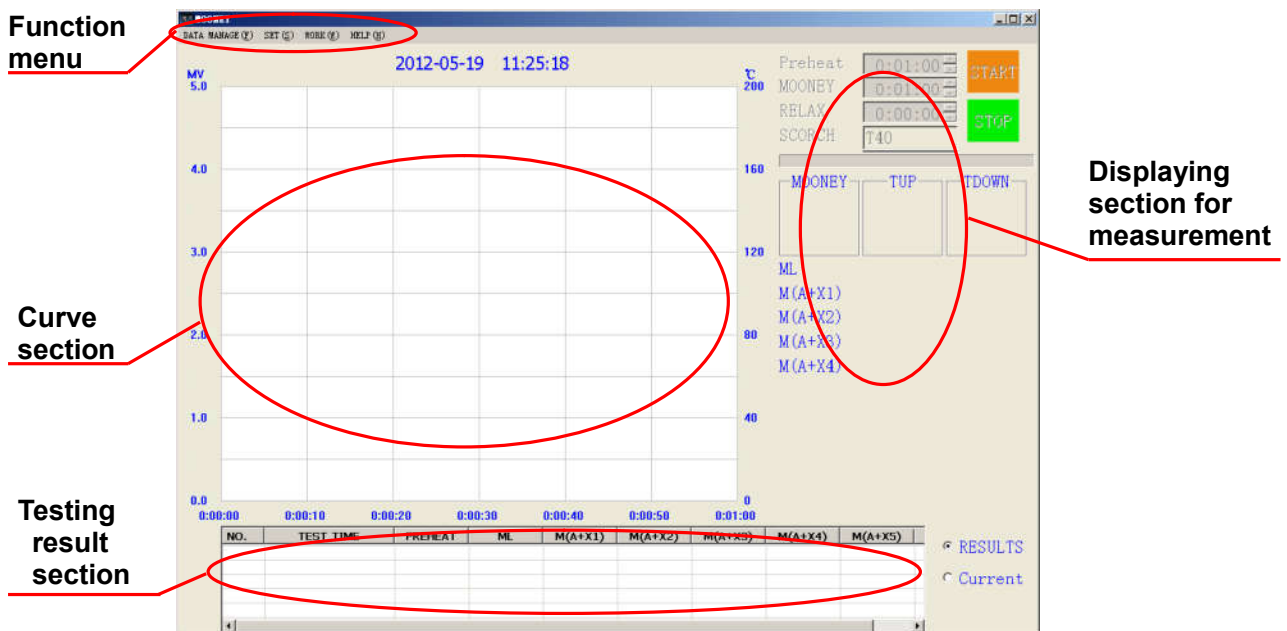 Function
menu
MOONEY
DATA MANAGE(F) SET(S) WORK(W) HELP(H)
2012-05-19 11:25:18
MV
5.0
4.0
3.0
2.0
1.0
0.0
℃
200
160
120
80
40
0
0:00:00 0:00:10 0:00:20 0:00:30 0:00:40 0:00:50 0:01:00
Preheat 0:01:00
MOONEY 0:01:00
RELAX 0:00:00
SCORCH T40
START
STOP
MOONEY TUP TDOWN
ML
M(A+X1)
M(A+X2)
M(A+X3)
M(A+X4)
Displaying
section for
measurement
Curve
section
Testing
result
section
NO. TEST TIME PREHEAT ML M(A+X1) M(A+X2) M(A+X3) M(A+X4) M(A+X5)
RESULTS
Current